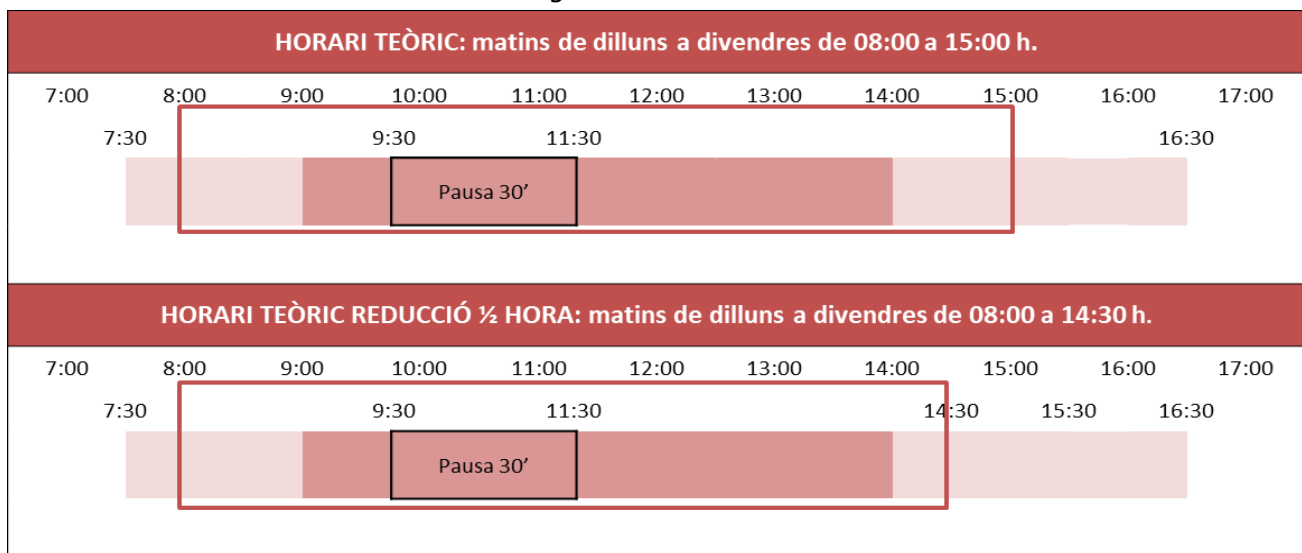 HORARI TEÒRIC: matins de dilluns a divendres de 08:00 a 15:00 h.
7:00 8:00 9:00 10:00 11:00 12:00 13:00 14:00 15:00 16:00 17:00
7:30 9:30 11:30 16:30
Pausa 30’
HORARI TEÒRIC REDUCCIÓ ½ HORA: matins de dilluns a divendres de 08:00 a 14:30 h.
7:00 8:00 9:00 10:00 11:00 12:00 13:00 14:00 15:00 16:00 17:00
7:30 9:30 11:30 14:30 15:30 16:30
Pausa 30’